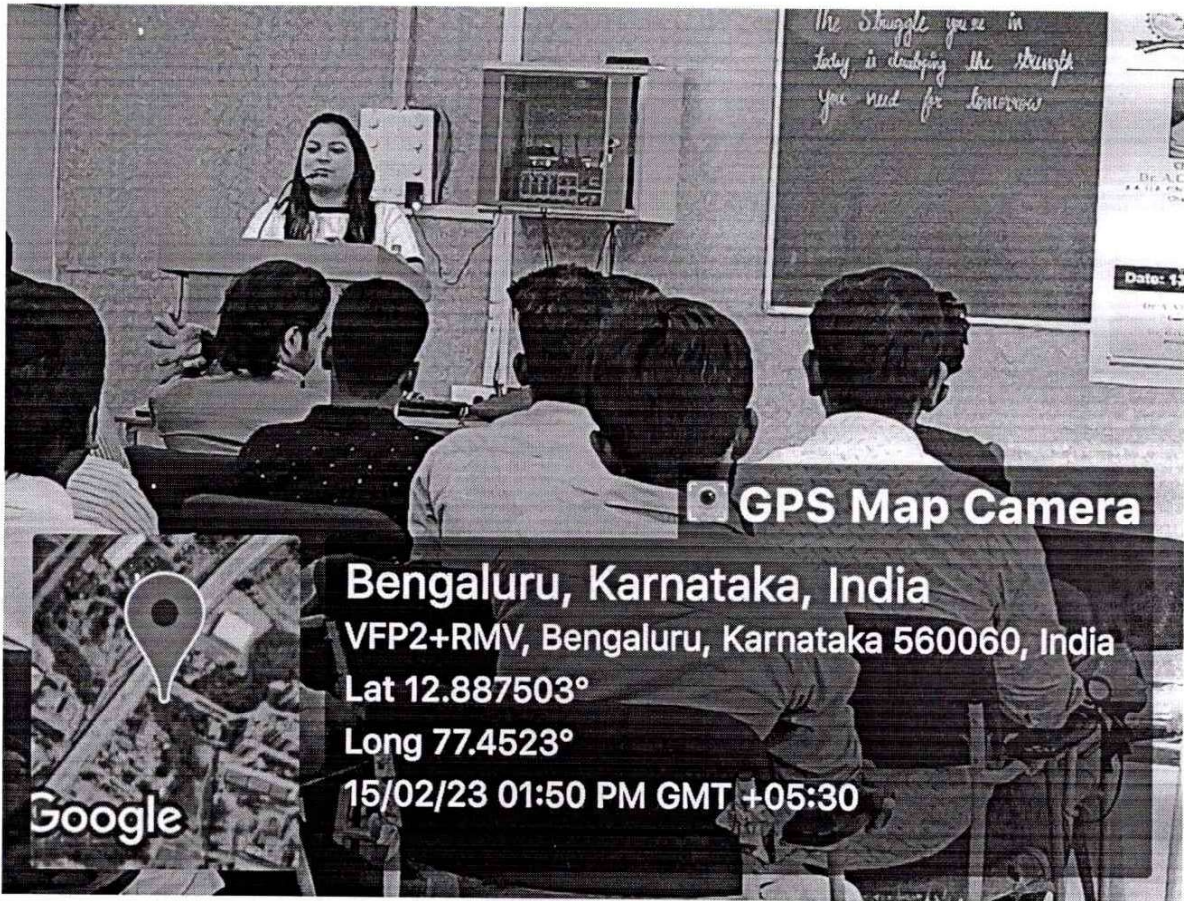 The Struggle you're in
today is developing the strength
you need for tomorrow
Dr. A.
Date: 1
GPS Map Camera
Bengaluru, Karnataka, India
VFP2+RMV, Bengaluru, Karnataka 560060, India
Lat 12.887503°
Long 77.4523°
15/02/23 01:50 PM GMT +05:30
Google